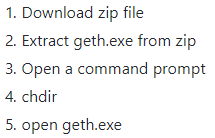 1. Download zip file
2. Extract geth.exe from zip
3. Open a command prompt
4. chdir
5. open geth.exe